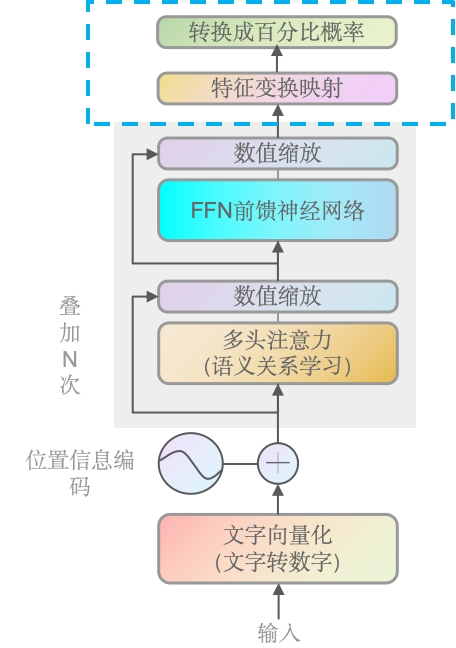 转换成百分比概率
特征变换映射
数值缩放
FFN前馈神经网络
数值缩放
多头注意力
(语义关系学习)
叠
加
N
次
位置信息编
码
文字向量化
(文字转数字)
输入